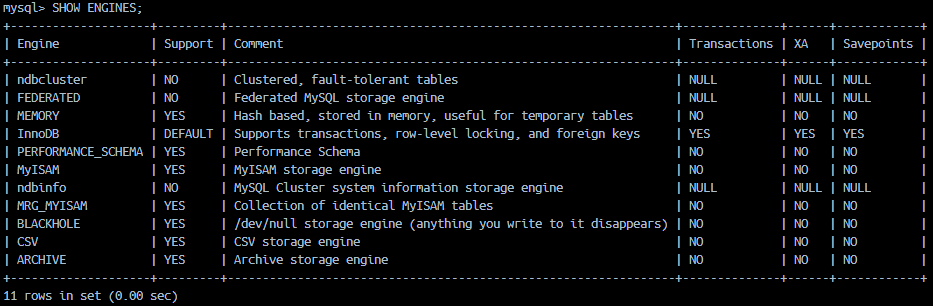 mysql> SHOW ENGINES;
+--------------------+---------+----------------------------------------------------------------+--------------+------+------------+
| Engine             | Support | Comment                                                        | Transactions | XA   | Savepoints |
+--------------------+---------+----------------------------------------------------------------+--------------+------+------------+
| ndbcluster         | NO      | Clustered, fault-tolerant tables                               | NULL         | NULL | NULL       |
| FEDERATED          | NO      | Federated MySQL storage engine                                 | NULL         | NULL | NULL       |
| MEMORY             | YES     | Hash based, stored in memory, useful for temporary tables      | NO           | NO   | NO         |
| InnoDB             | DEFAULT | Supports transactions, row-level locking, and foreign keys     | YES          | YES  | YES        |
| PERFORMANCE_SCHEMA | YES     | Performance Schema                                             | NO           | NO   | NO         |
| MyISAM             | YES     | MyISAM storage engine                                          | NO           | NO   | NO         |
| ndbinfo            | NO      | MySQL Cluster system information storage engine                | NULL         | NULL | NULL       |
| MRG_MYISAM         | YES     | Collection of identical MyISAM tables                          | NO           | NO   | NO         |
| BLACKHOLE          | YES     | /dev/null storage engine (anything you write to it disappears) | NO           | NO   | NO         |
| CSV                | YES     | CSV storage engine                                             | NO           | NO   | NO         |
| ARCHIVE            | YES     | Archive storage engine                                         | NO           | NO   | NO         |
+--------------------+---------+----------------------------------------------------------------+--------------+------+------------+
11 rows in set (0.00 sec)